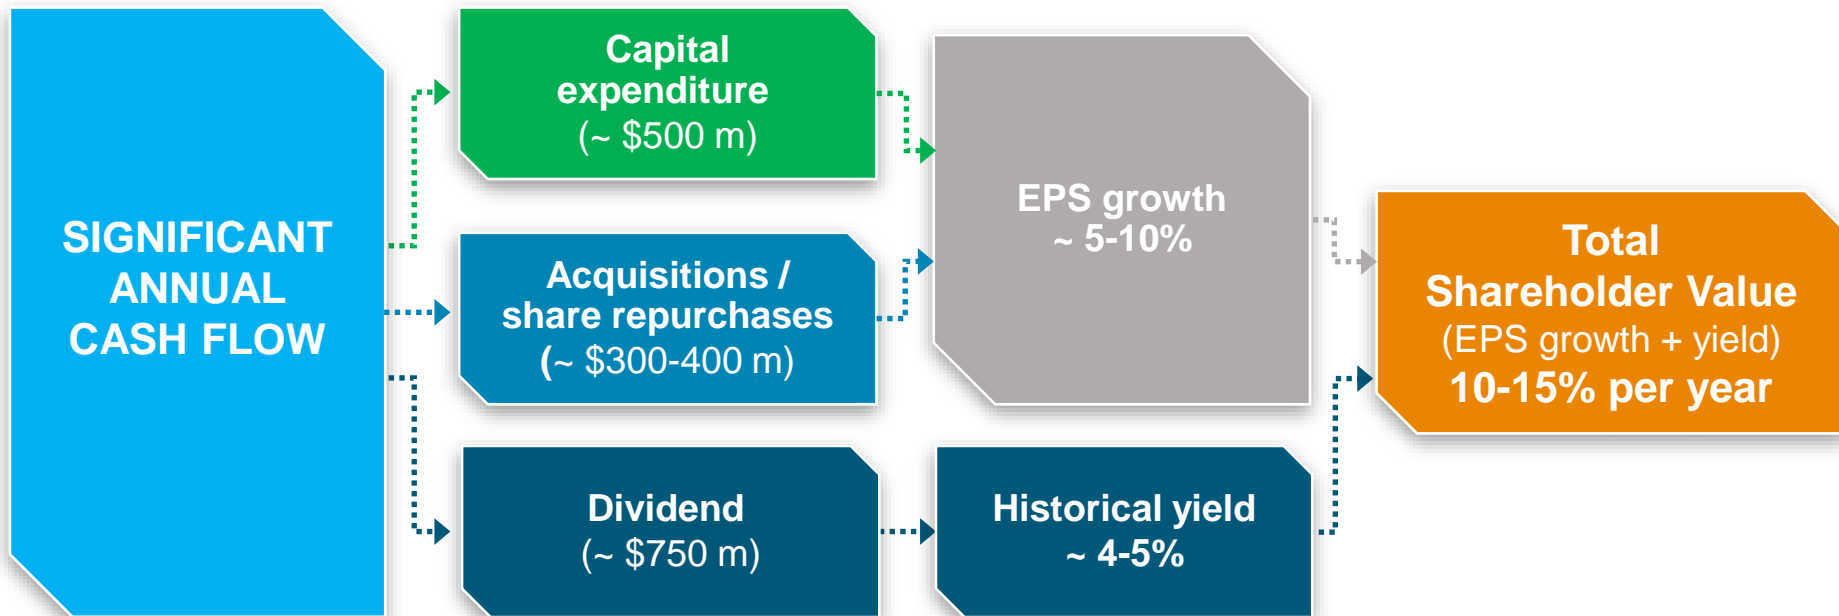 SIGNIFICANT
ANNUAL
CASH FLOW
Capital
expenditure
(~ $500 m)
Acquisitions /
share repurchases
(~ $300-400 m)
Dividend
(~ $750 m)
EPS growth
~ 5-10%
Historical yield
~ 4-5%
Total
Shareholder Value
(EPS growth + yield)
10-15% per year